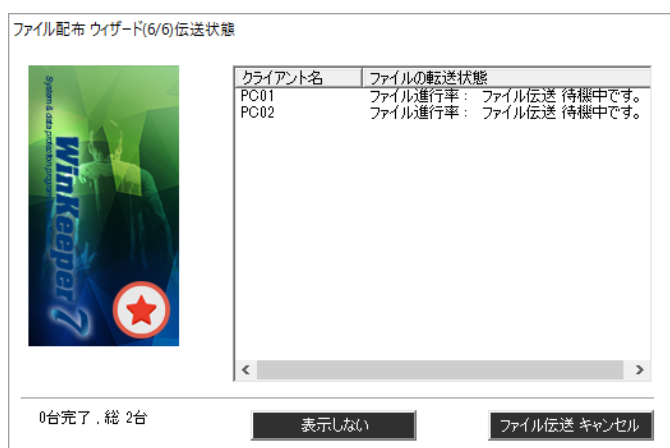 ファイル配布 ウィザード(6/6)伝送状態
System & data protection program
WinKeeper 7
クライアント名 ファイルの転送状態
PC01 ファイル進行率： ファイル伝送 待機中です。
PC02 ファイル進行率： ファイル伝送 待機中です。
0台完了 , 総 2台
表示しない
ファイル伝送 キャンセル